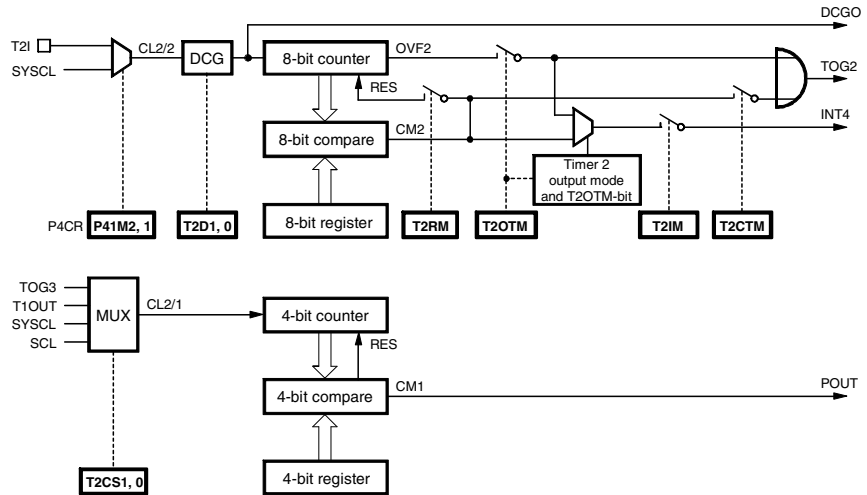 DCGO
T2I
CL2/2
DCG
8-bit counter
OVF2
TOG2
SYSCL
RES
INT4
8-bit compare
CM2
Timer 2
output mode
and T2OTM-bit
P4CR
P41M2, 1
T2D1, 0
8-bit register
T2RM
T2OTM
T2IM
T2CTM
TOG3
T1OUT
SYSCL
SCL
MUX
CL2/1
4-bit counter
RES
4-bit compare
CM1
POUT
T2CS1, 0
4-bit register